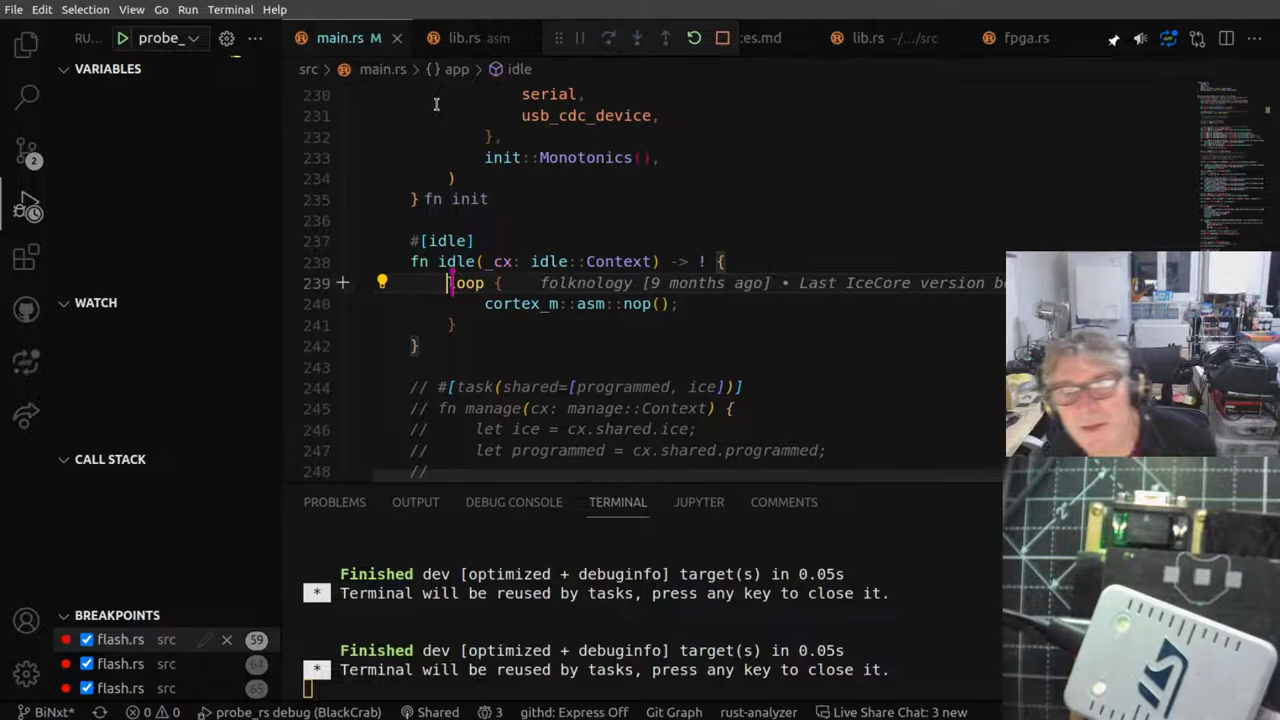 File Edit Selection View Go Run Terminal Help
RU... probe_ main.rs M lib.rs asm es.md lib.rs ~/.../src fpga.rs
VARIABLES
src > main.rs > {} app > idle
230 serial,
231 usb_cdc_device,
232 },
233 init::Monotonics(),
234 )
235 } fn init
236
237 #[idle]
238 fn idle(_cx: idle::Context) -> ! {
239 loop { folknology [9 months ago] • Last IceCore version be
240 cortex_m::asm::nop();
241 }
242 }
243
244 // #[task(shared=[programmed, ice])]
245 // fn manage(cx: manage::Context) {
246 // let ice = cx.shared.ice;
247 // let programmed = cx.shared.programmed;
248 //
WATCH
CALL STACK
PROBLEMS OUTPUT DEBUG CONSOLE TERMINAL JUPYTER COMMENTS
Finished dev [optimized + debuginfo] target(s) in 0.05s
* Terminal will be reused by tasks, press any key to close it.
Finished dev [optimized + debuginfo] target(s) in 0.05s
* Terminal will be reused by tasks, press any key to close it.
BREAKPOINTS
flash.rs src 59
flash.rs src 64
flash.rs src 65
2
BiNxt* 0 0 probe_rs debug (BlackCrab) Shared 3 githd: Express Off Git Graph rust-analyzer Live Share Chat: 3 new